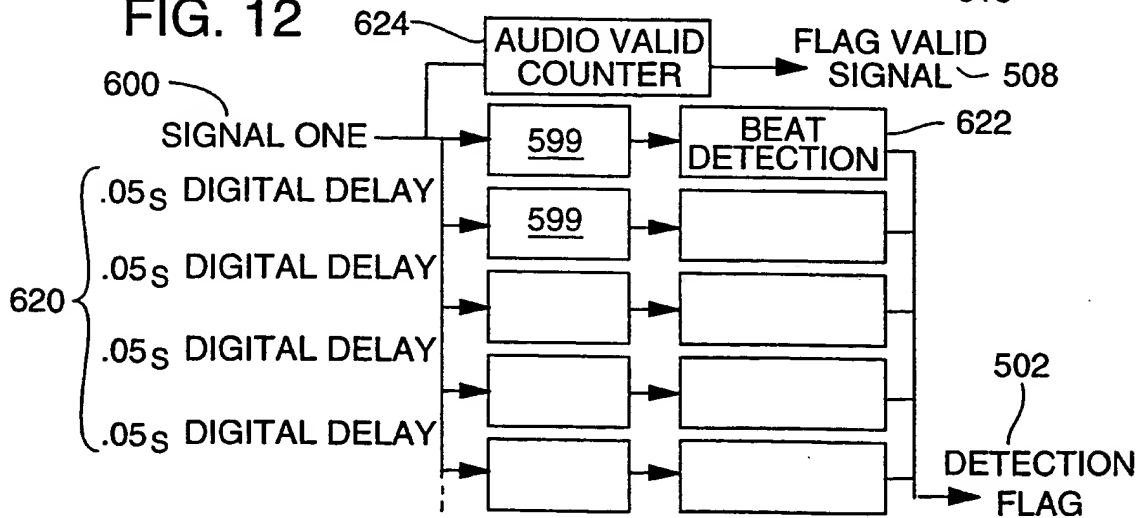 FIG. 12
624
AUDIO VALID
COUNTER
FLAG VALID
SIGNAL
508
600
SIGNAL ONE
599
BEAT
DETECTION
622
.05s DIGITAL DELAY
599
.05s DIGITAL DELAY
620
.05s DIGITAL DELAY
.05s DIGITAL DELAY
502
DETECTION
FLAG